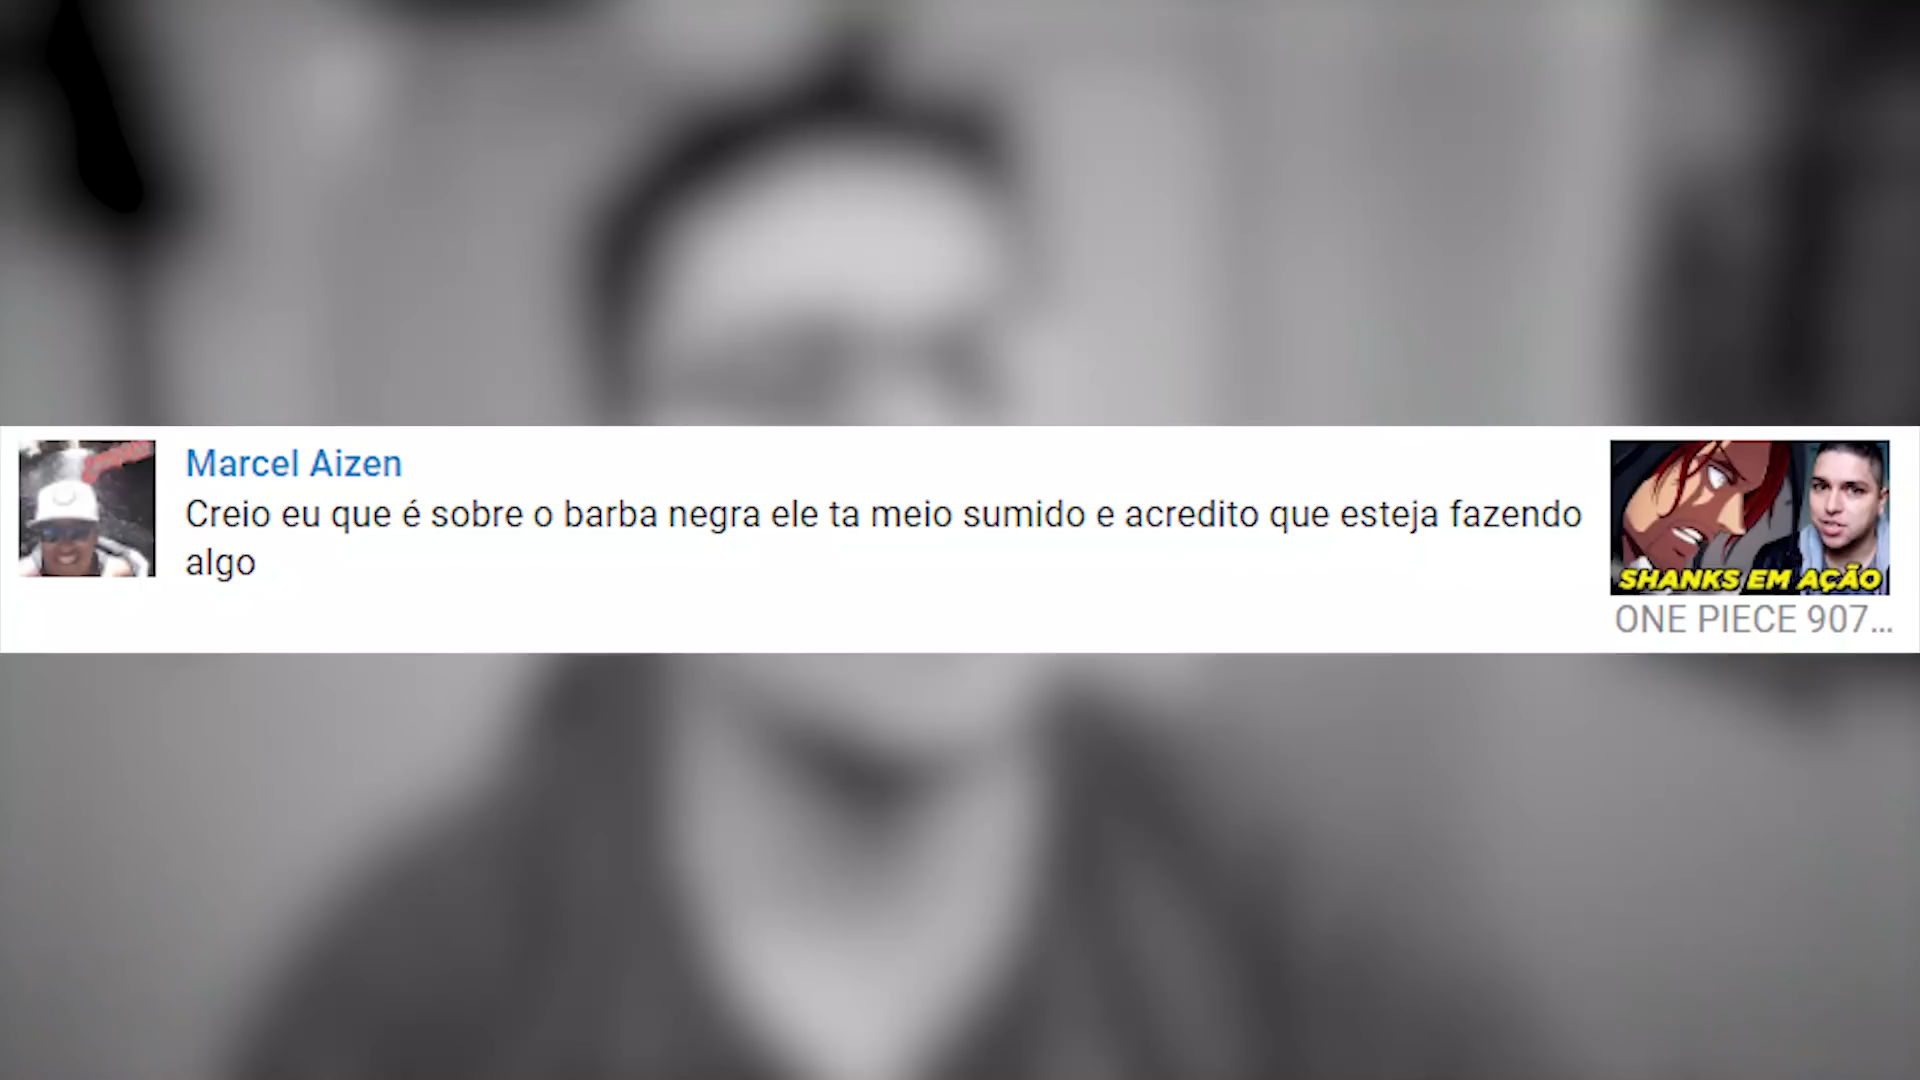 Marcel Aizen
Creio eu que é sobre o barba negra ele ta meio sumido e acredito que esteja fazendo
algo
SHANKS EM AÇÃO
ONE PIECE 907...